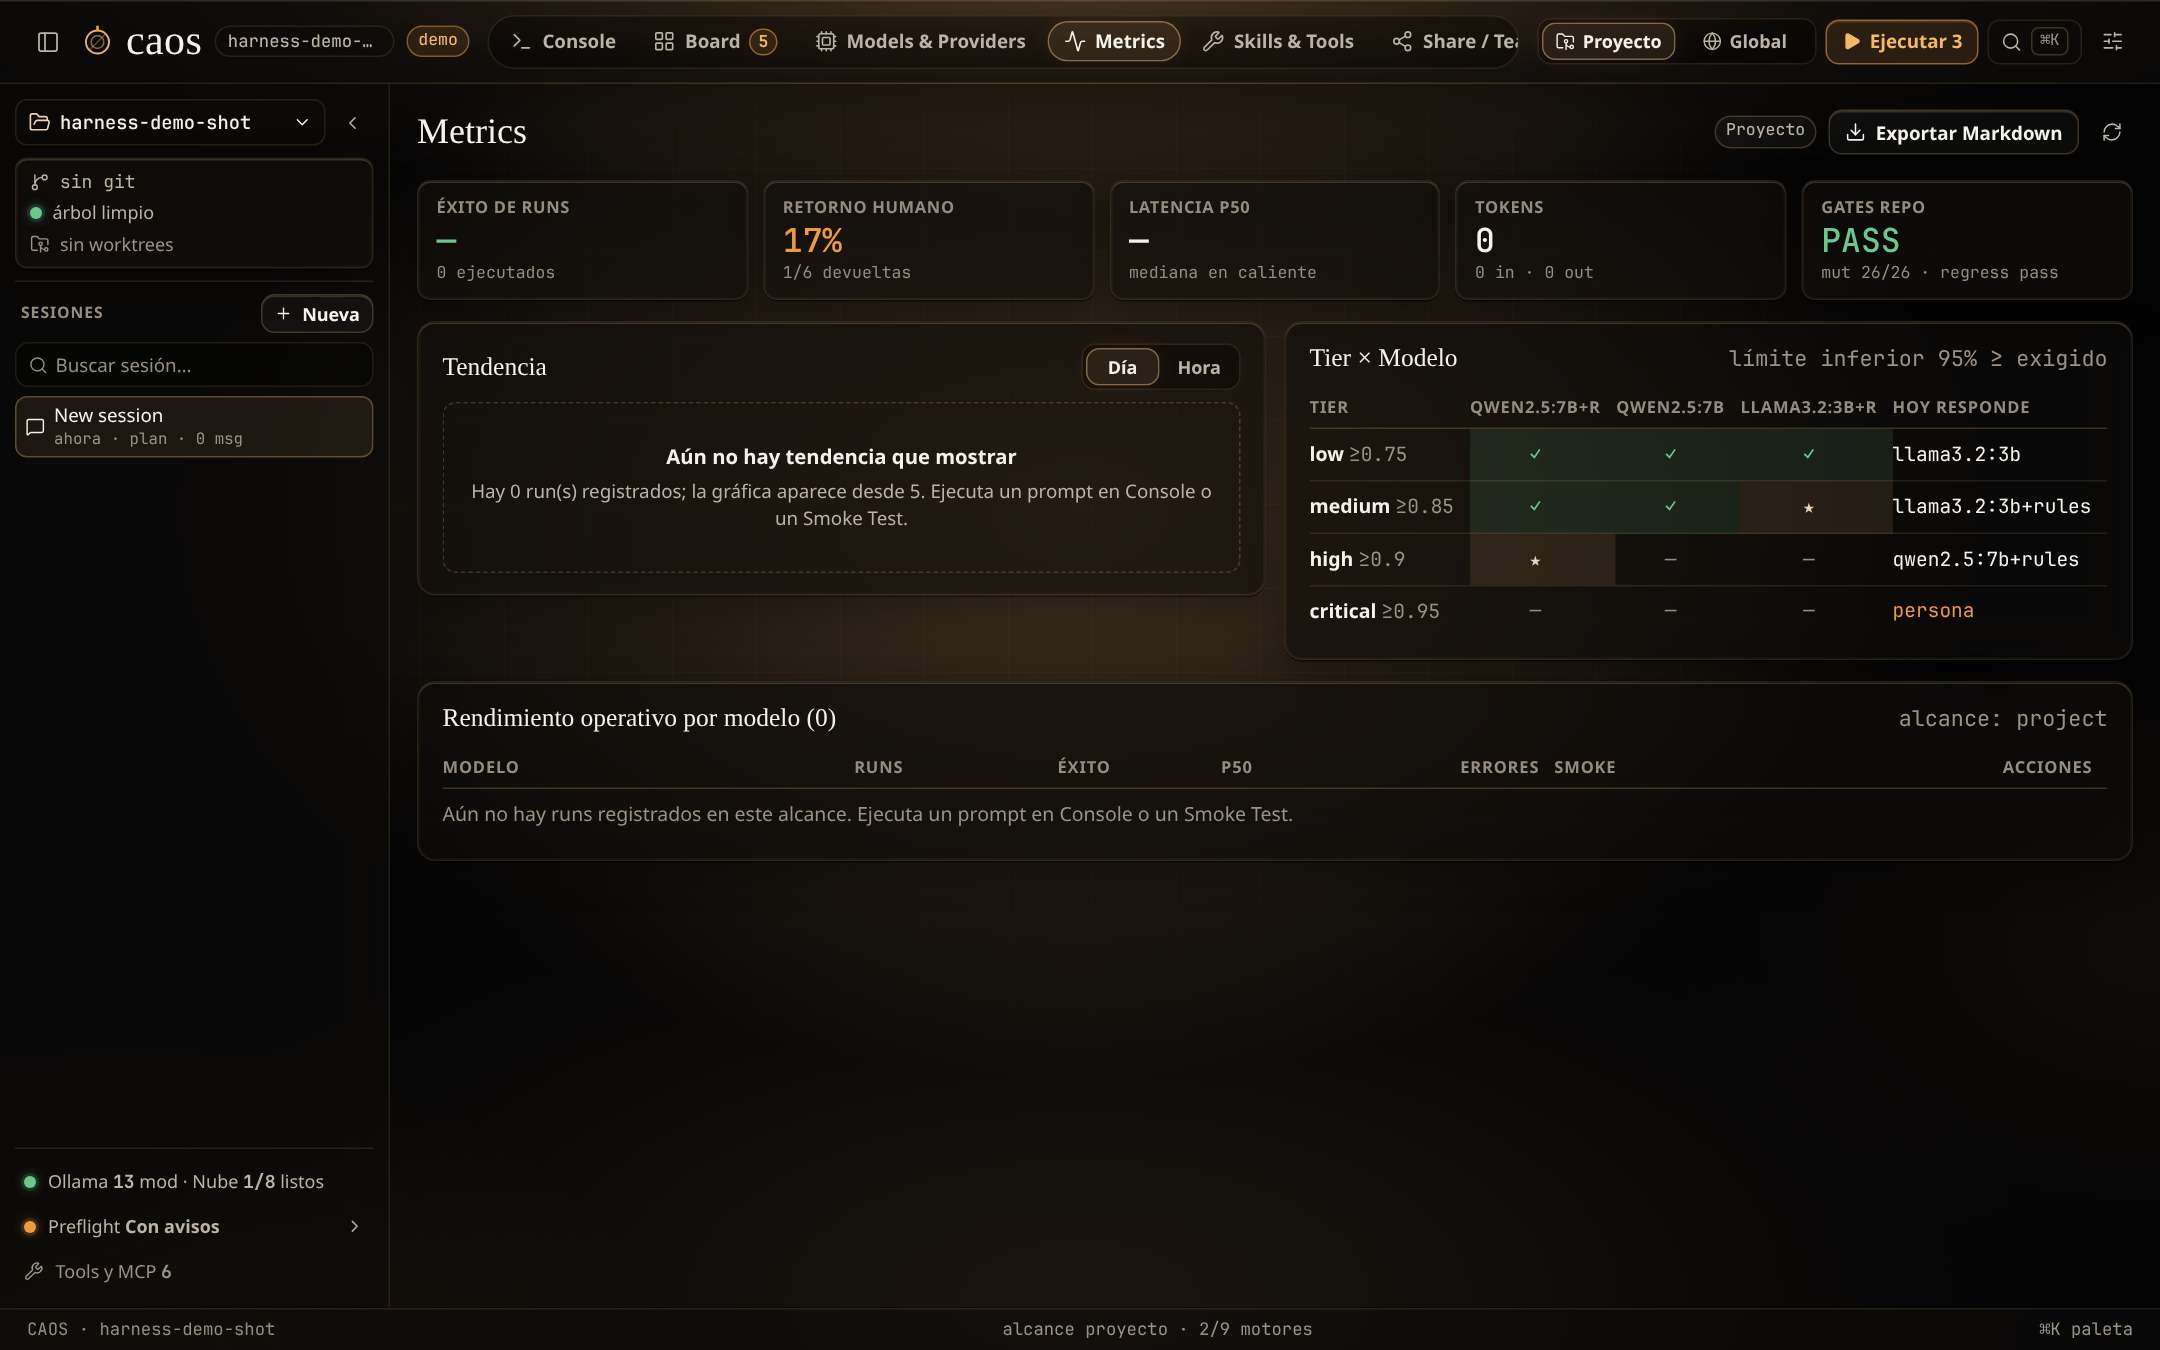 caos harness-demo-… demo Console Board 5 Models & Providers Metrics Skills & Tools Share / Tea Proyecto Global Ejecutar 3 ⌘K
harness-demo-shot
sin git
árbol limpio
sin worktrees
SESIONES + Nueva
Buscar sesión...
New session
ahora · plan · 0 msg
Ollama 13 mod · Nube 1/8 listos
Preflight Con avisos
Tools y MCP 6
Metrics Proyecto Exportar Markdown
ÉXITO DE RUNS
—
0 ejecutados
RETORNO HUMANO
17%
1/6 devueltas
LATENCIA P50
—
mediana en caliente
TOKENS
0
0 in · 0 out
GATES REPO
PASS
mut 26/26 · regress pass
Tendencia Día Hora
Aún no hay tendencia que mostrar
Hay 0 run(s) registrados; la gráfica aparece desde 5. Ejecuta un prompt en Console o
un Smoke Test.
Tier × Modelo límite inferior 95% ≥ exigido
TIER QWEN2.5:7B+R QWEN2.5:7B LLAMA3.2:3B+R HOY RESPONDE
low ≥0.75 ✓ ✓ ✓ llama3.2:3b
medium ≥0.85 ✓ ✓ ★ llama3.2:3b+rules
high ≥0.9 ★ — — qwen2.5:7b+rules
critical ≥0.95 — — — persona
Rendimiento operativo por modelo (0) alcance: project
MODELO RUNS ÉXITO P50 ERRORES SMOKE ACCIONES
Aún no hay runs registrados en este alcance. Ejecuta un prompt en Console o un Smoke Test.
CAOS · harness-demo-shot alcance proyecto · 2/9 motores ⌘K paleta